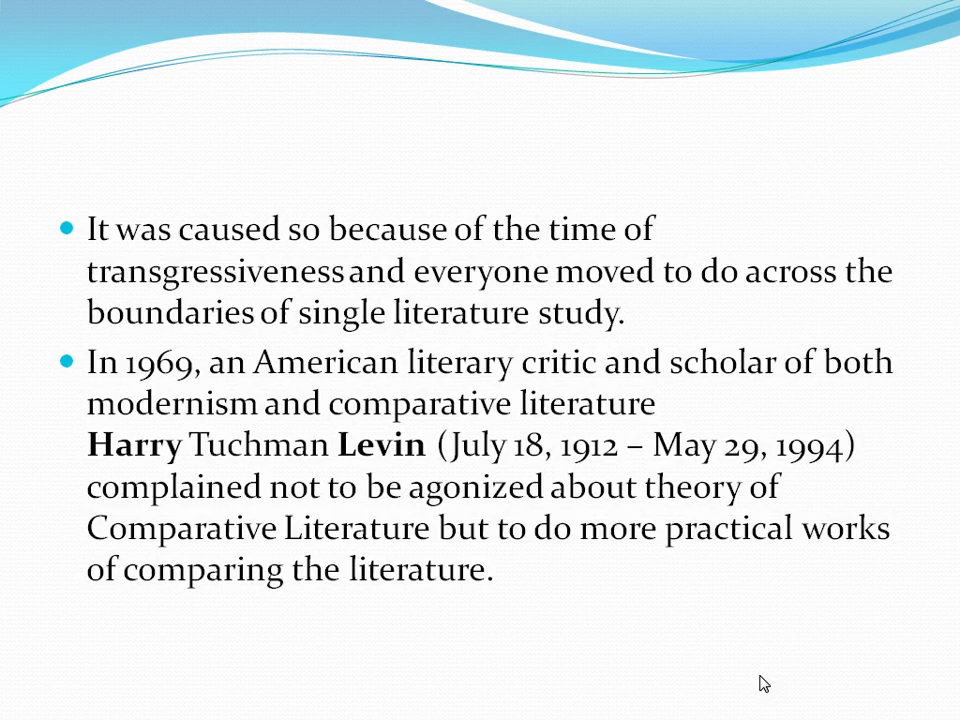 It was caused so because of the time of
transgressiveness and everyone moved to do across the
boundaries of single literature study.
In 1969, an American literary critic and scholar of both
modernism and comparative literature
Harry Tuchman Levin (July 18, 1912 – May 29, 1994)
complained not to be agonized about theory of
Comparative Literature but to do more practical works
of comparing the literature.